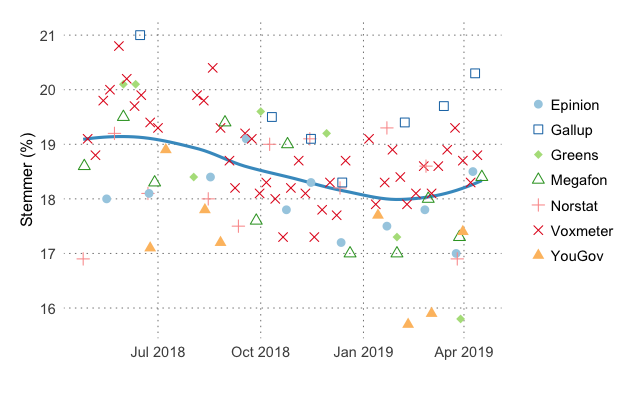 21
20
19
18
17
16
Stemmer (%)
Jul 2018
Oct 2018
Jan 2019
Apr 2019
Epinion
Gallup
Greens
Megafon
Norstat
Voxmeter
YouGov